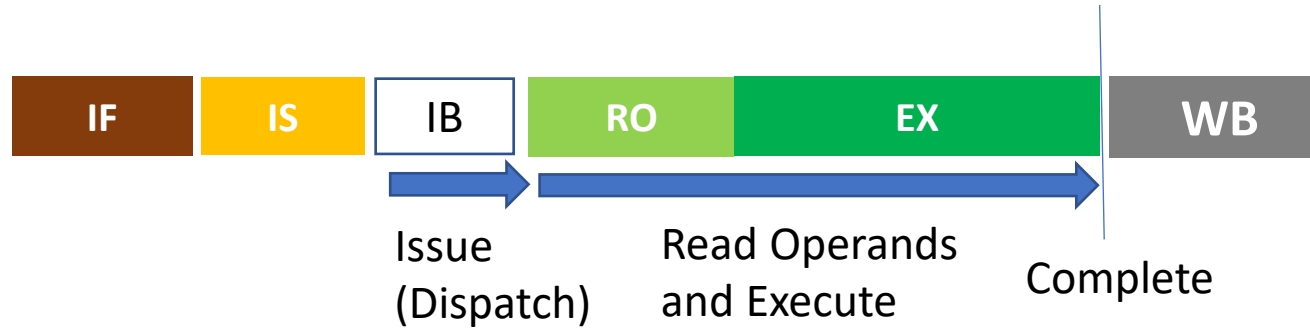 IF IS IB RO EX WB
Issue
(Dispatch)
Read Operands
and Execute
Complete